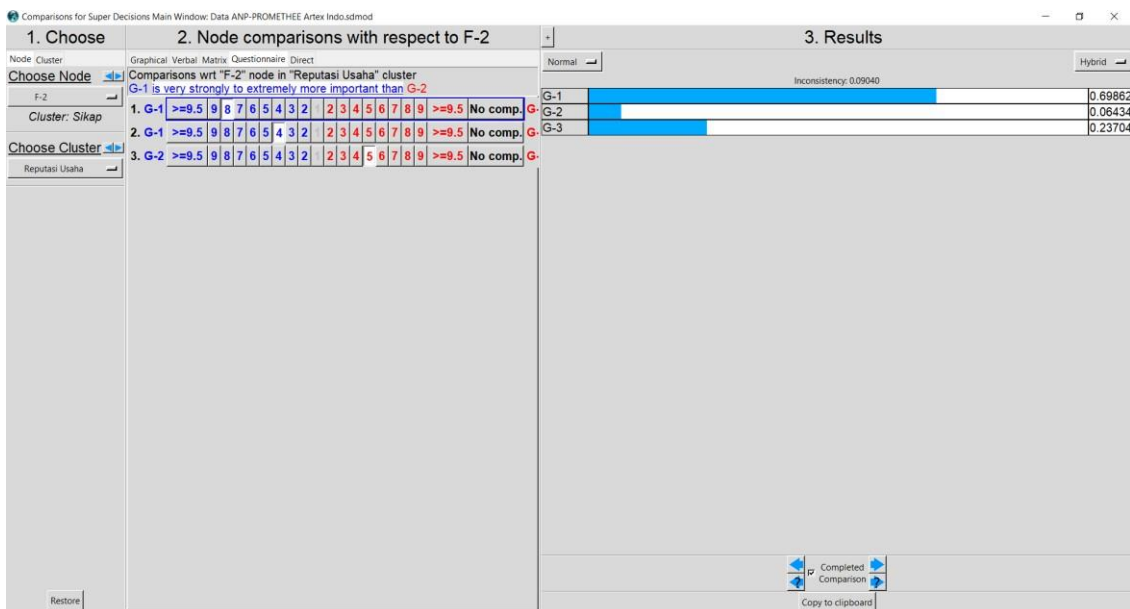 Comparisons for Super Decisions Main Window: Data ANP-PROMETHEE Artex Indo.sdmod
1. Choose
Node Cluster
Choose Node
F-2
Cluster: Sikap
Choose Cluster
Reputasi Usaha
Restore
2. Node comparisons with respect to F-2
Graphical Verbal Matrix Questionnaire Direct
Comparisons wrt "F-2" node in "Reputasi Usaha" cluster
G-1 is very strongly to extremely more important than G-2
1. G-1 >=9.5 9 8 7 6 5 4 3 2 1 2 3 4 5 6 7 8 9 >=9.5 No comp. G-
2. G-1 >=9.5 9 8 7 6 5 4 3 2 1 2 3 4 5 6 7 8 9 >=9.5 No comp. G-
3. G-2 >=9.5 9 8 7 6 5 4 3 2 1 2 3 4 5 6 7 8 9 >=9.5 No comp. G-
+
3. Results
Normal Hybrid
Inconsistency: 0.09040
G-1 0.69862
G-2 0.06434
G-3 0.23704
Completed
Comparison
Copy to clipboard